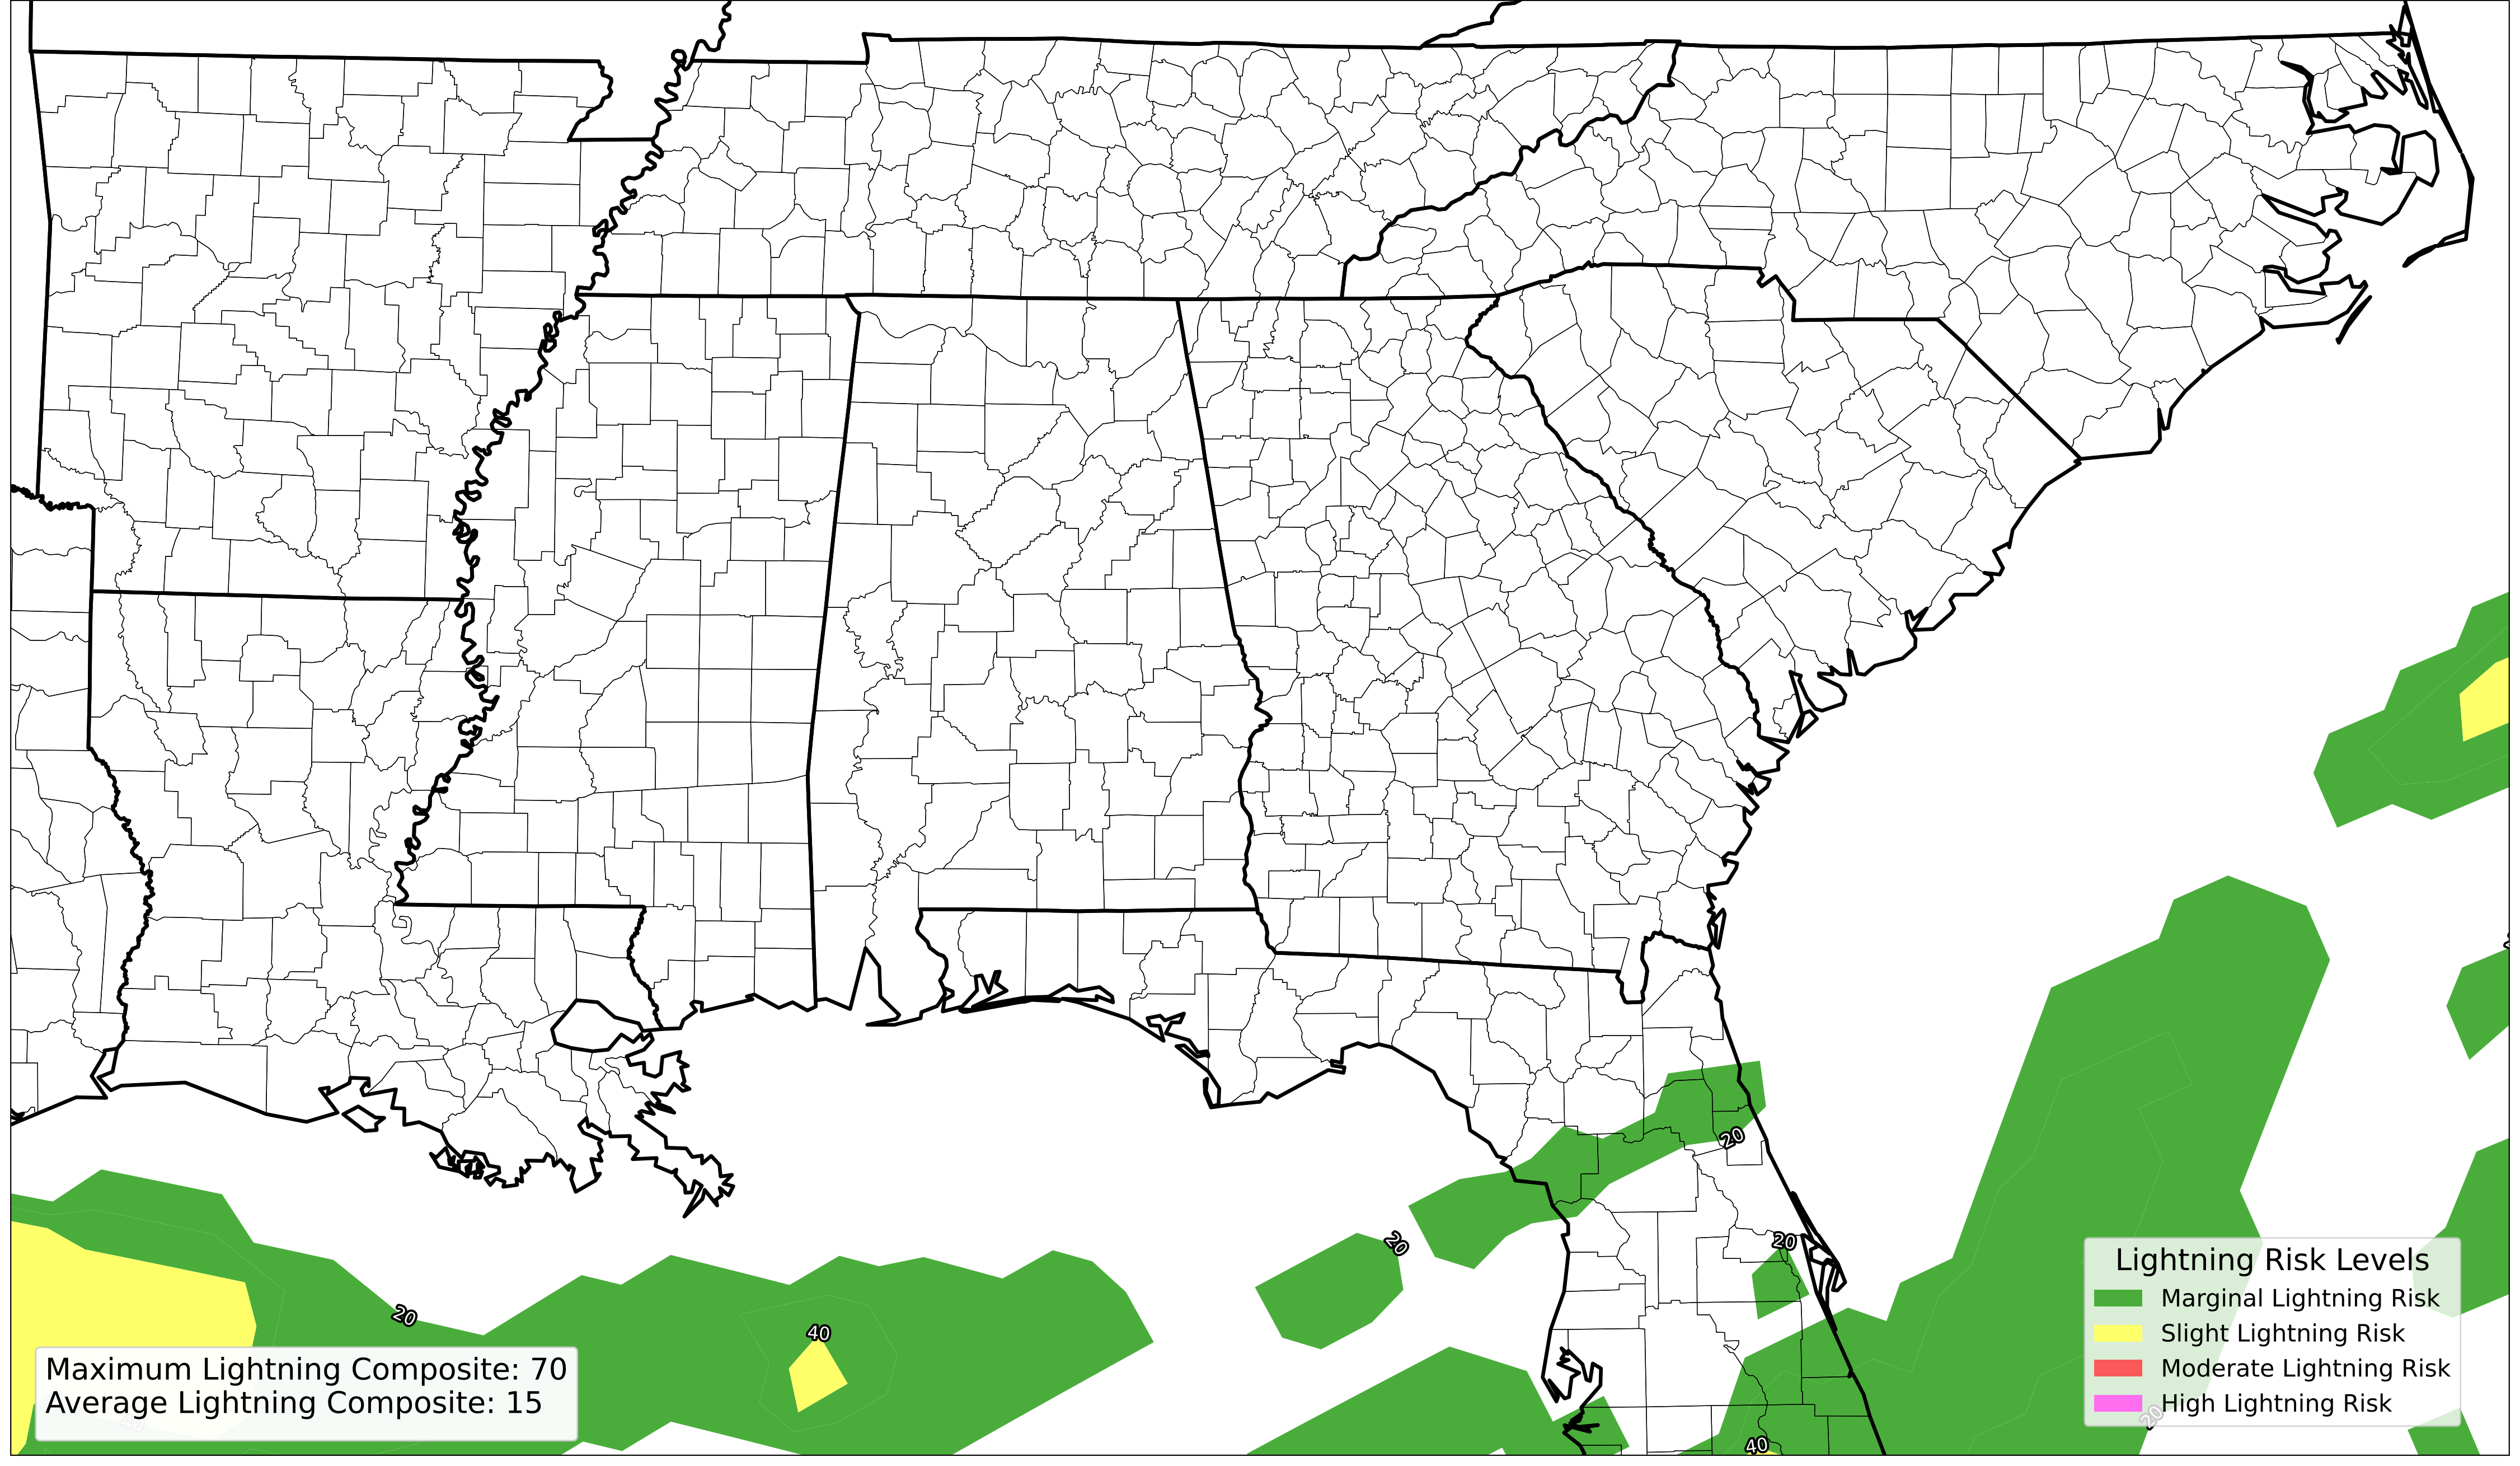 20
20
20
20
40
40
20
Lightning Risk Levels
Marginal Lightning Risk
Slight Lightning Risk
Moderate Lightning Risk
High Lightning Risk
Maximum Lightning Composite: 70
Average Lightning Composite: 15